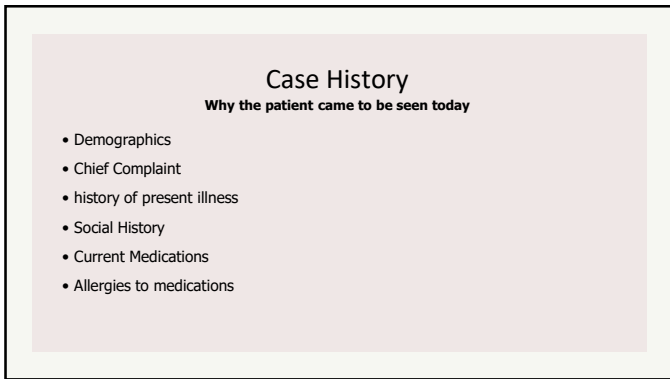 Case History
Why the patient came to be seen today
• Demographics
• Chief Complaint
• history of present illness
• Social History
• Current Medications
• Allergies to medications